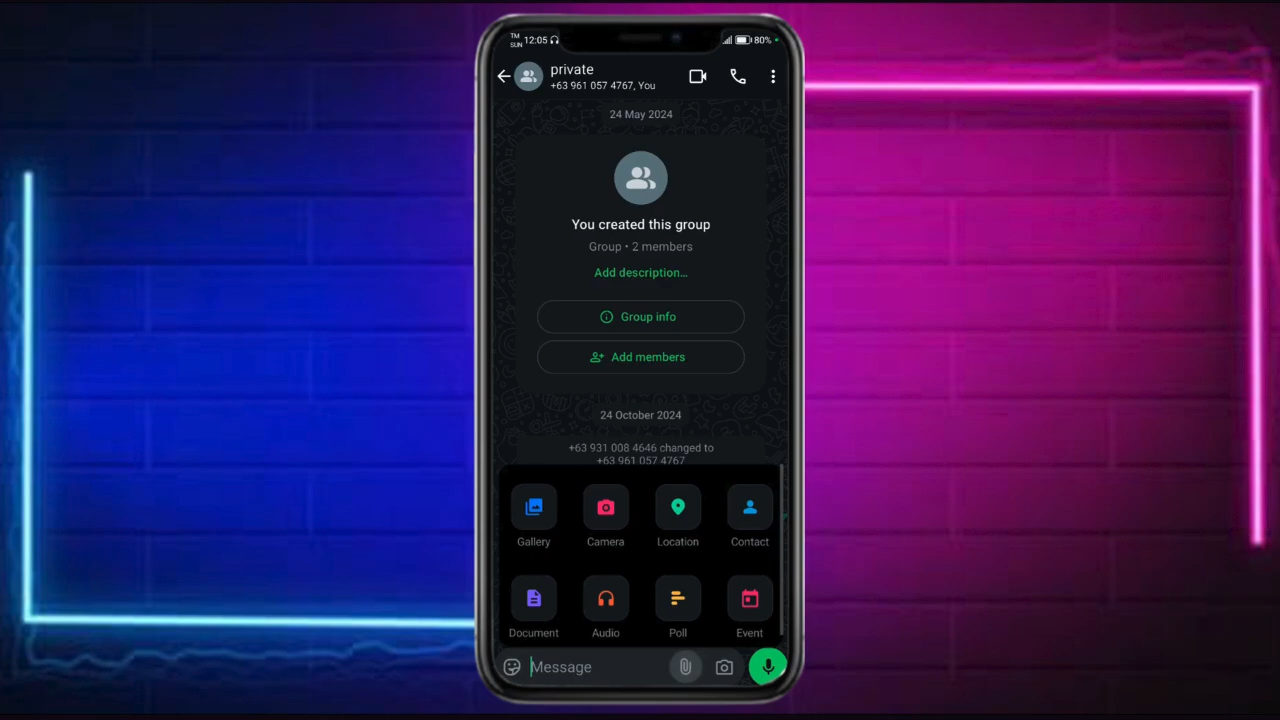 TM
SUN
12:05
80%
private
+63 961 057 4767, You
24 May 2024
You created this group
Group • 2 members
Add description...
Group info
Add members
24 October 2024
+63 931 008 4646 changed to
+63 961 057 4767
Gallery Camera Location Contact
Document Audio Poll Event
Message